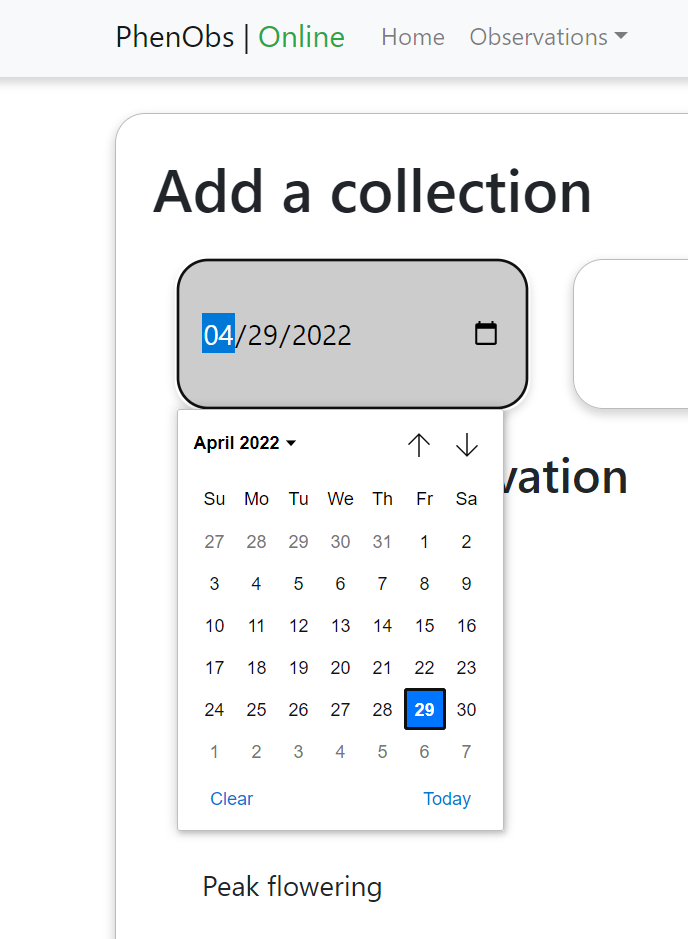 PhenObs | Online Home Observations
Add a collection
04/29/2022
April 2022
vation
Su Mo Tu We Th Fr Sa
27 28 29 30 31 1 2
3 4 5 6 7 8 9
10 11 12 13 14 15 16
17 18 19 20 21 22 23
24 25 26 27 28 29 30
1 2 3 4 5 6 7
Clear Today
Peak flowering